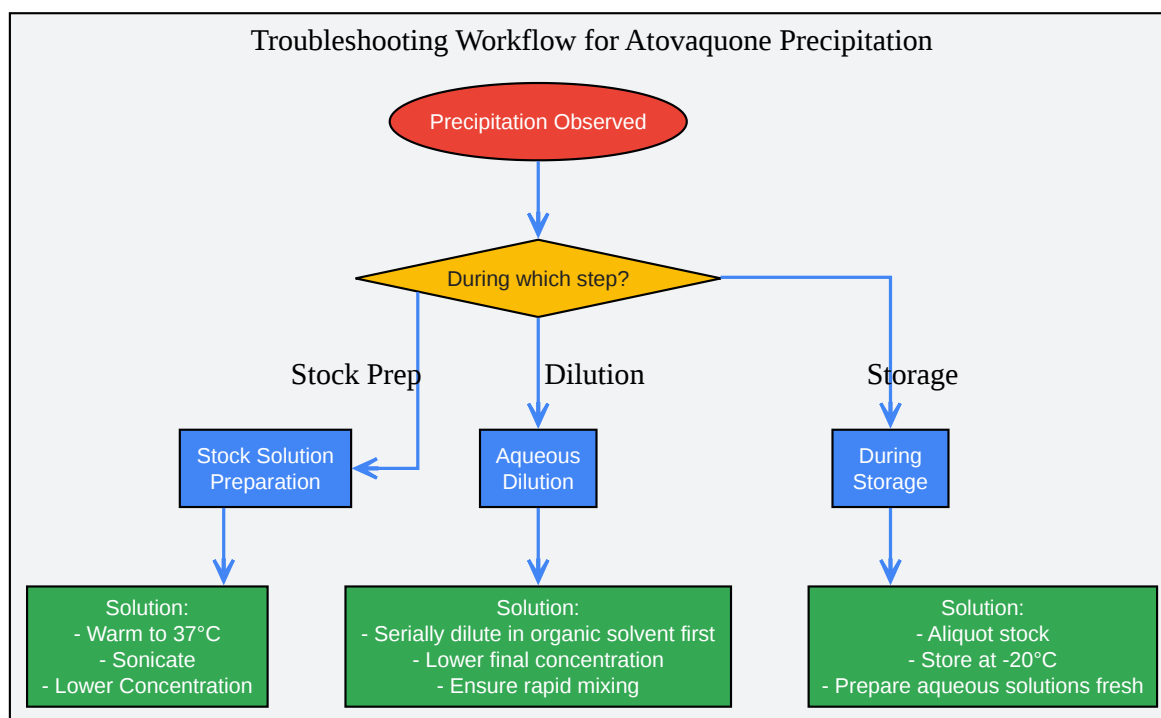 Troubleshooting Workflow for Atovaquone Precipitation
Precipitation Observed
During which step?
Stock Prep
Dilution
Storage
Stock Solution
Preparation
Aqueous
Dilution
During
Storage
Solution:
- Warm to 37°C
- Sonicate
- Lower Concentration
Solution:
- Serially dilute in organic solvent first
- Lower final concentration
- Ensure rapid mixing
Solution:
- Aliquot stock
- Store at -20°C
- Prepare aqueous solutions fresh